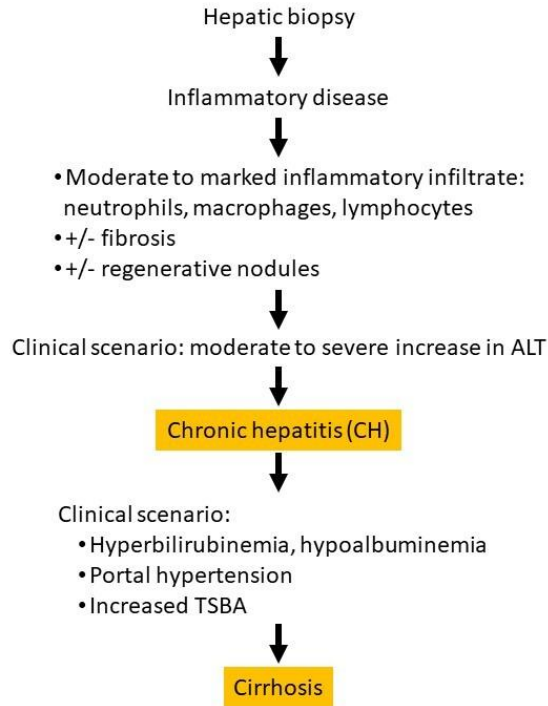 Hepatic biopsy
Inflammatory disease
• Moderate to marked inflammatory infiltrate:
neutrophils, macrophages, lymphocytes
• +/- fibrosis
• +/- regenerative nodules
Clinical scenario: moderate to severe increase in ALT
Chronic hepatitis (CH)
Clinical scenario:
• Hyperbilirubinemia, hypoalbuminemia
• Portal hypertension
• Increased TSBA
Cirrhosis